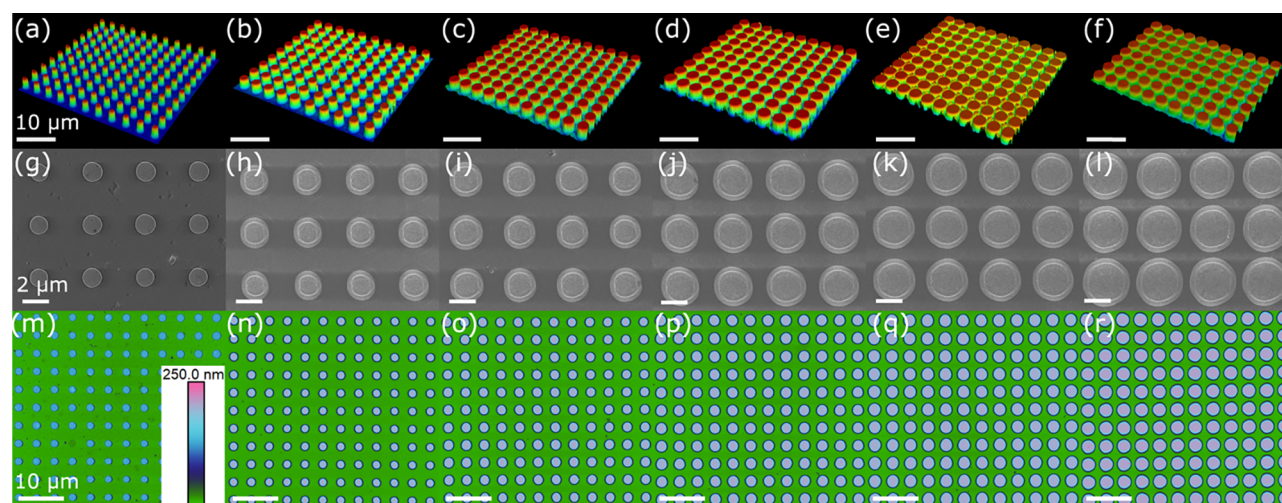 (a) (b) (c) (d) (e) (f)
10 μm
(g) (h) (i) (j) (k) (l)
2 μm
(m) (n) (o) (p) (q) (r)
250.0 nm
10 μm